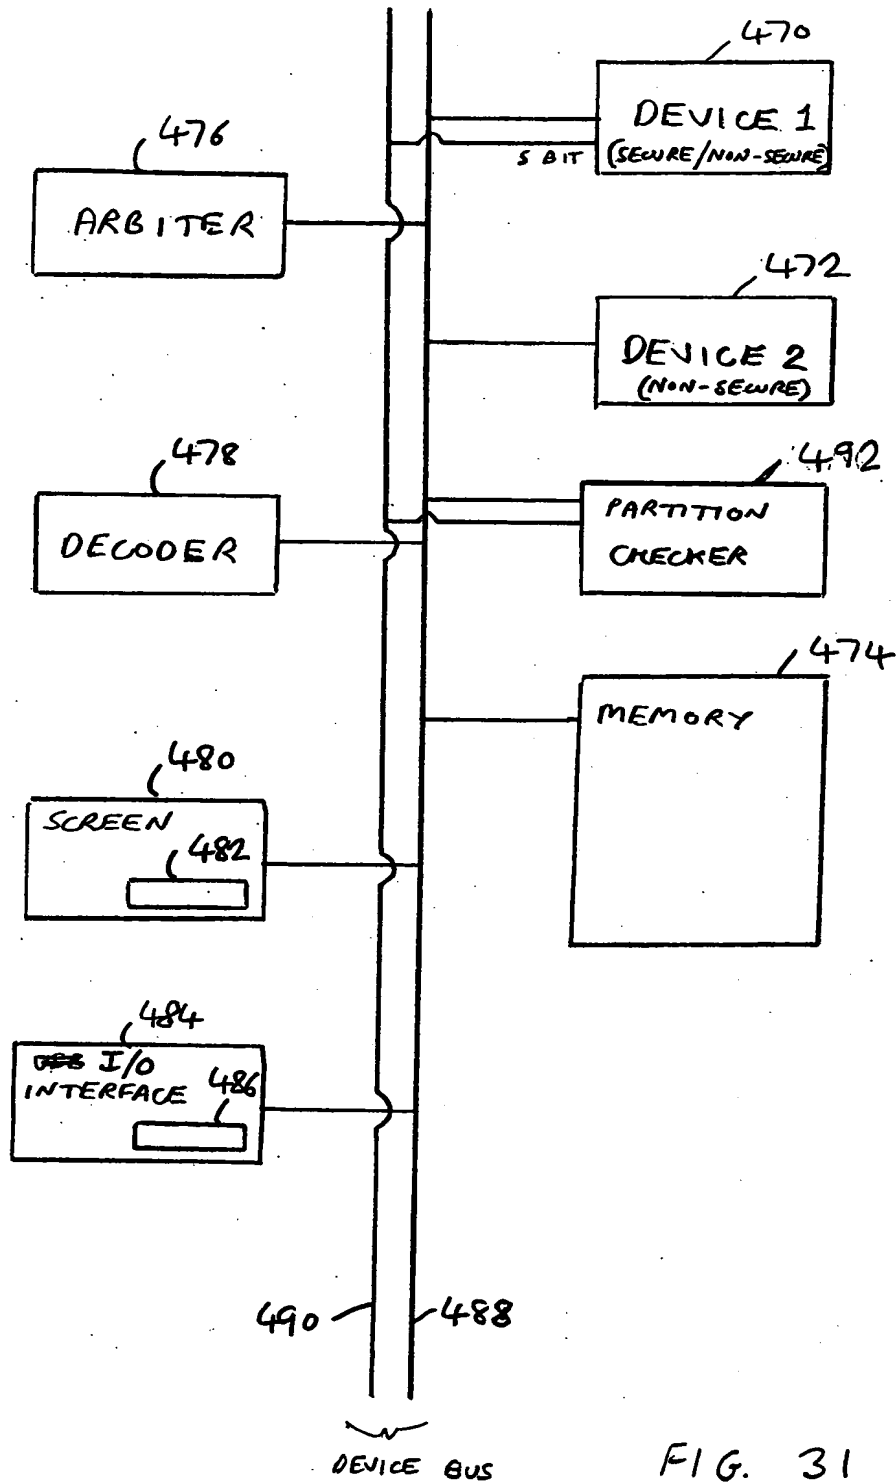 470
DEVICE 1
S BIT (SECURE/NON-SECURE)
476
ARBITER
472
DEVICE 2
(NON-SECURE)
478
DECODER
492
PARTITION
CHECKER
474
MEMORY
480
SCREEN
482
484
I/O
INTERFACE
486
490
488
DEVICE BUS
FIG. 31